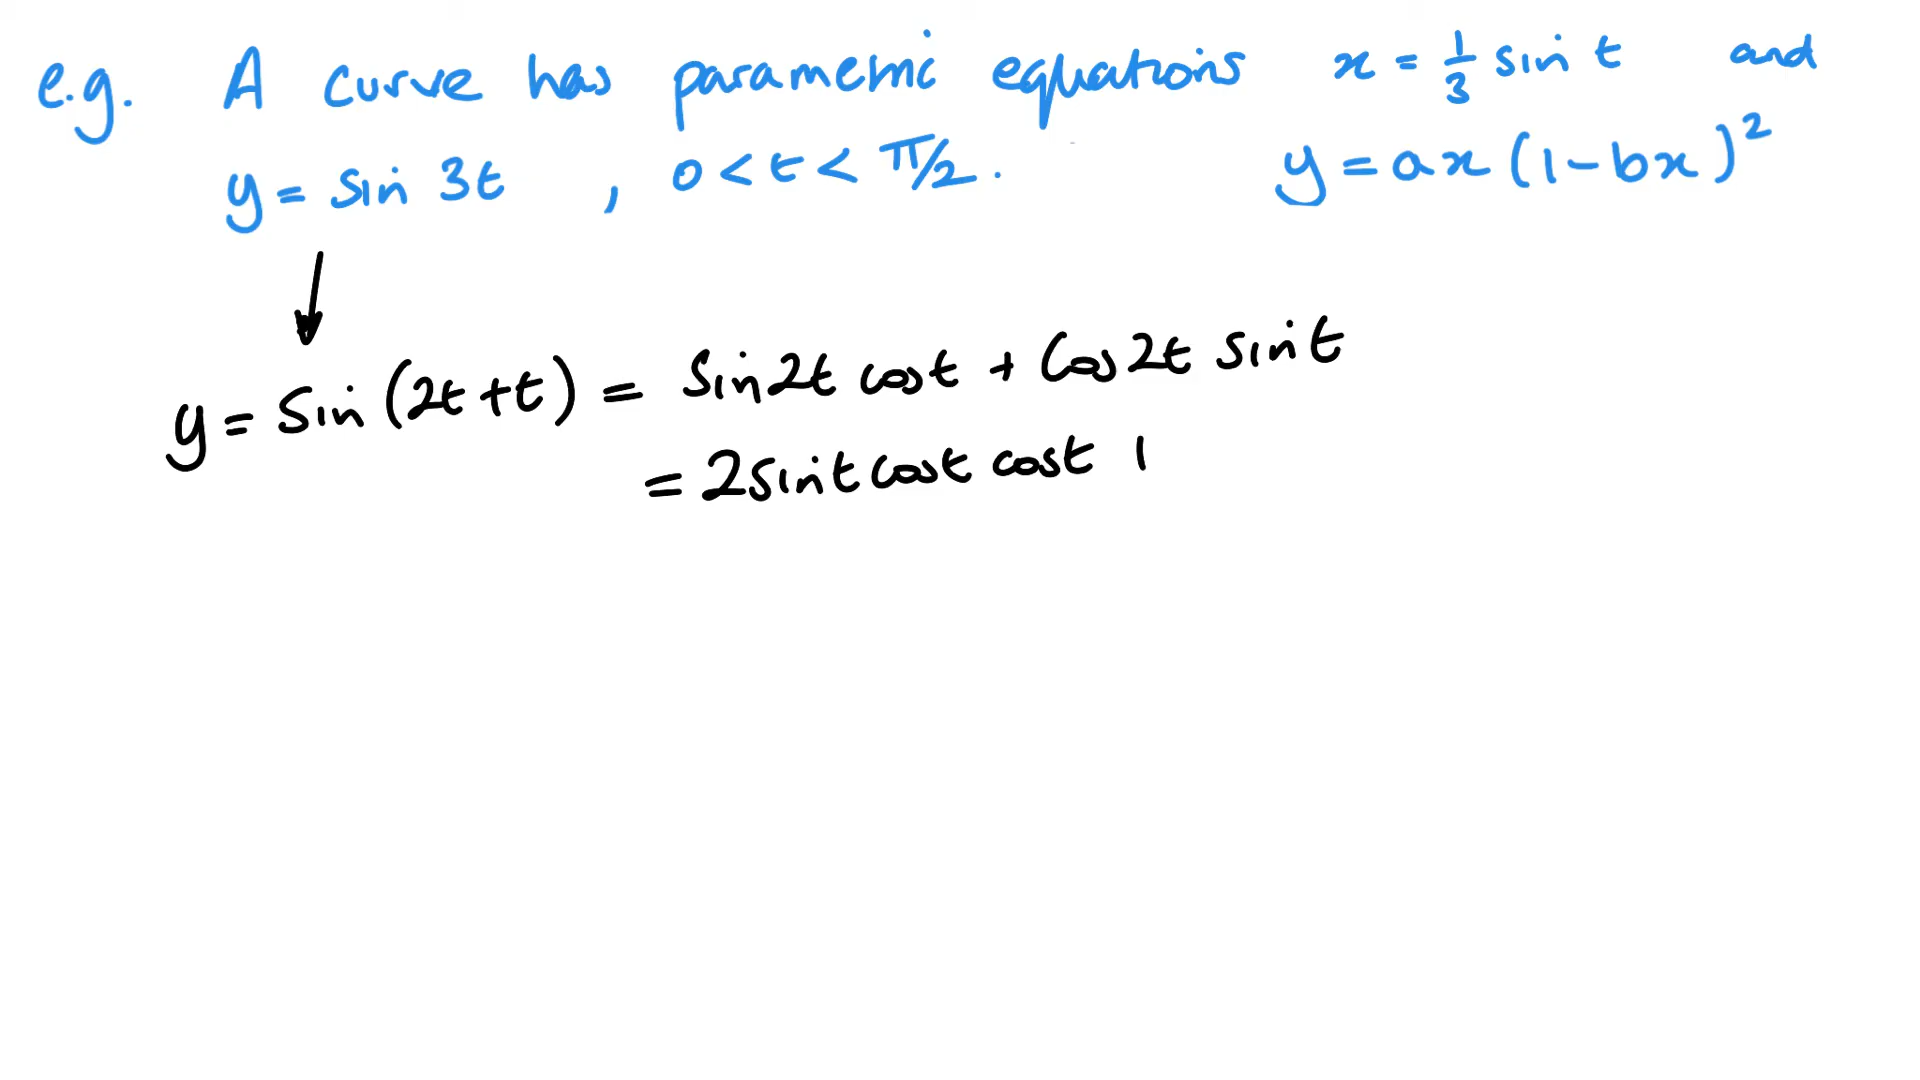 e.g. A curve has parametric equations x = 1/3 sin t and
y = sin 3t , 0 < t < π/2. y = ax(1-bx)²
y = sin (2t + t) = sin2t cost + cos2t sint
= 2sint cost cost